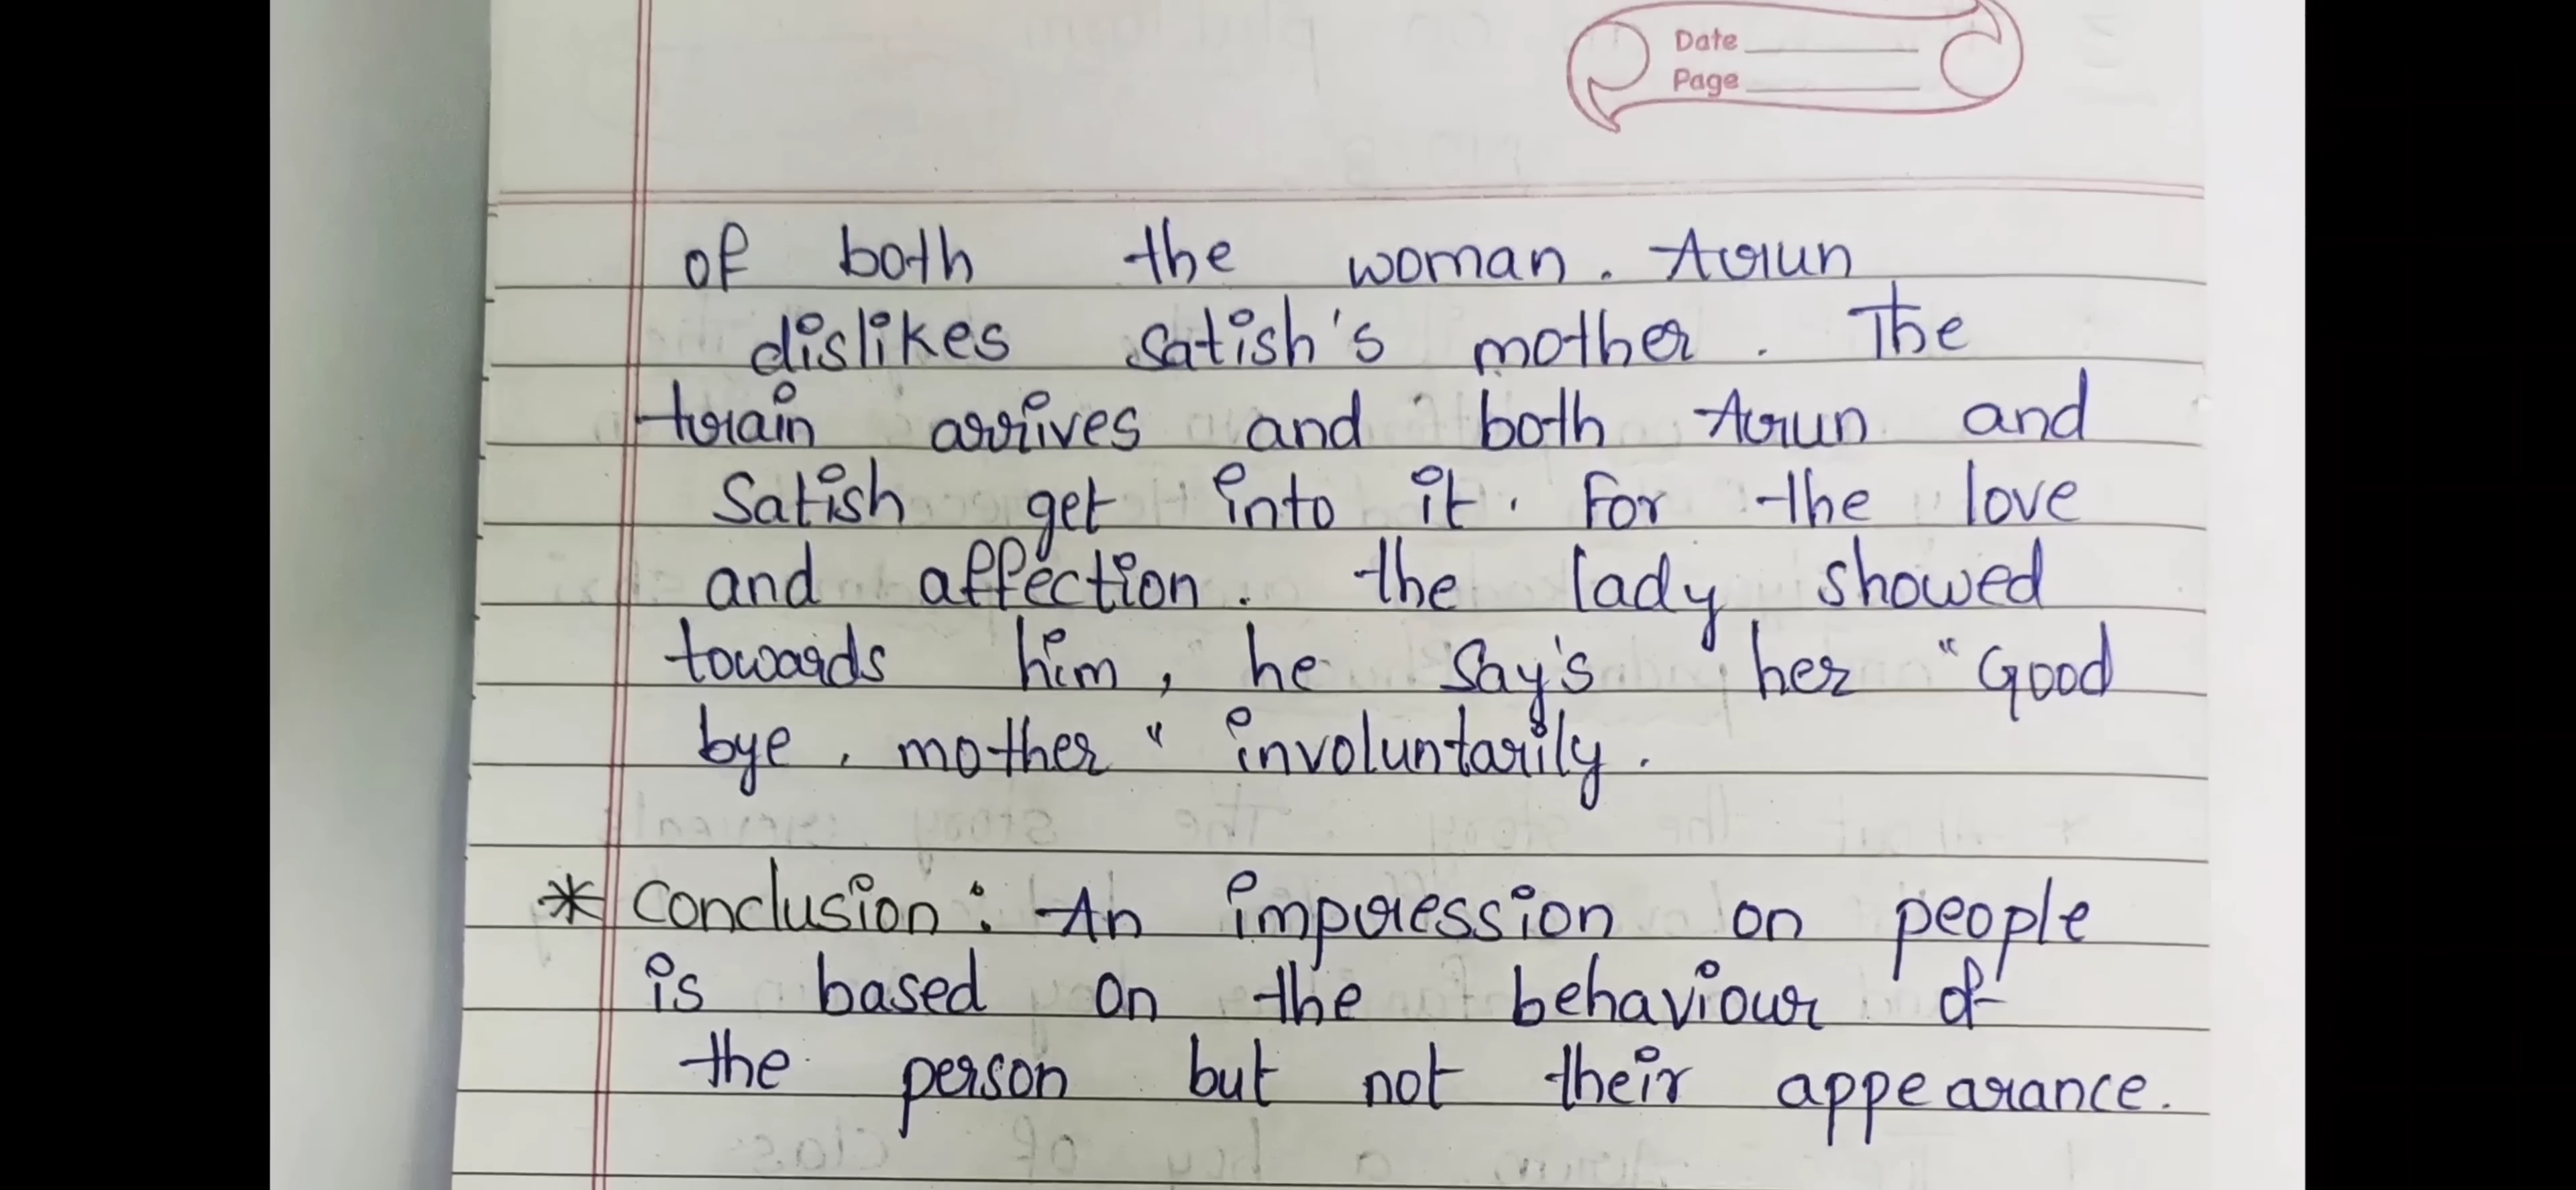 Date
Page
of both the woman. Arun
dislikes Satish's mother. The
train arrives and both Arun and
Satish get into it. For the love
and affection. the lady showed
towards him, he say's her "Good
bye, mother" involuntarily.
* Conclusion: An impression on people
is based on the behaviour of
the person but not their appearance.